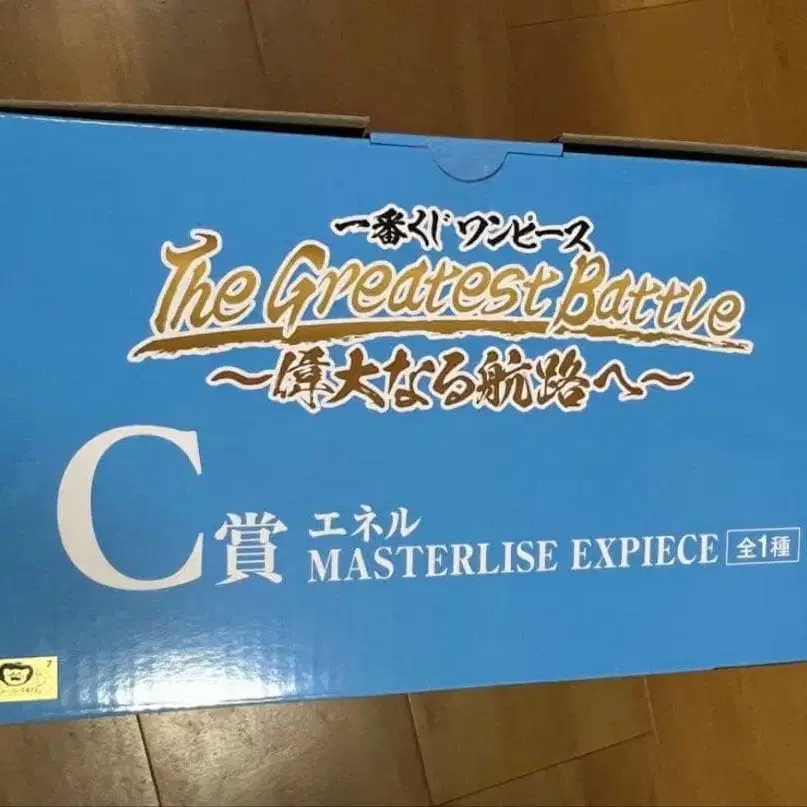 一番くじ ワンピース
The Greatest Battle
～偉大なる航路へ～
C賞 エネル
MASTERLISE EXPIECE 全1種
7